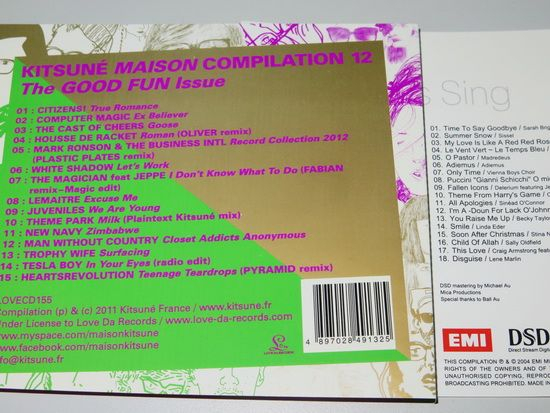 KITSUNÉ MAISON COMPILATION 12
The GOOD FUN Issue
01 : CITIZENS! True Romance
02 : COMPUTER MAGIC Ex Believer
03 : THE CAST OF CHEERS Goose
04 : HOUSSE DE RACKET Roman (OLIVER remix)
05 : MARK RONSON & THE BUSINESS INTL Record Collection 2012
(PLASTIC PLATES remix)
06 : WHITE SHADOW Let's Work
07 : THE MAGICIAN feat JEPPE I Don't Know What To Do (FABIAN
remix–Magic edit)
08 : LEMAITRE Excuse Me
09 : JUVENILES We Are Young
10 : THEME PARK Milk (Plaintext Kitsuné mix)
11 : NEW NAVY Zimbabwe
12 : MAN WITHOUT COUNTRY Closet Addicts Anonymous
13 : TROPHY WIFE Surfacing
14 : TESLA BOY In Your Eyes (radio edit)
15 : HEARTSREVOLUTION Teenage Teardrops (PYRAMID remix)
LOVECD155
Compilation (p) & (c) 2011 Kitsuné France / www.kitsune.fr
Under License to Love Da Records / www.love-da-records.com
www.myspace.com/maisonkitsune
www.facebook.com/maisonkitsune
info@kitsune.fr
4 897028 491325
s Sing
01. Time To Say Goodbye / Sarah Brig
02. Summer Snow / Sissel
03. My Love Is Like A Red Red Rose
04. Le Vent Vert – Le Temps Bleu /
05. O Pastor / Madredeus
06. Adiemus / Adiemus
07. Only Time / Vienna Boys Choir
08. Puccini "Gianni Schicchi" O mio
09. Fallen Icons / Delerium featuring Je
10. Theme From Harry's Game /
11. All Apologies / Sinéad O'Connor
12. I'm A -Doun For Lack O'John
13. You Raise Me Up / Becky Taylor
14. Smile / Linda Eder
15. Soon After Christmas / Stina N
16. Child Of Allah / Sally Oldfield
17. This Love / Craig Armstrong featu
18. Disguise / Lene Marlin
DSD mastering by Michael Au
Mica Productions
Special thanks to Ball Au
EMI
DSD
Direct Stream Digital
THIS COMPILATION ℗ & © 2004 EMI
RIGHTS OF THE OWNERS AND OF
UNAUTHORISED COPYING,
BROADCASTING PROHIBITED. MADE IN